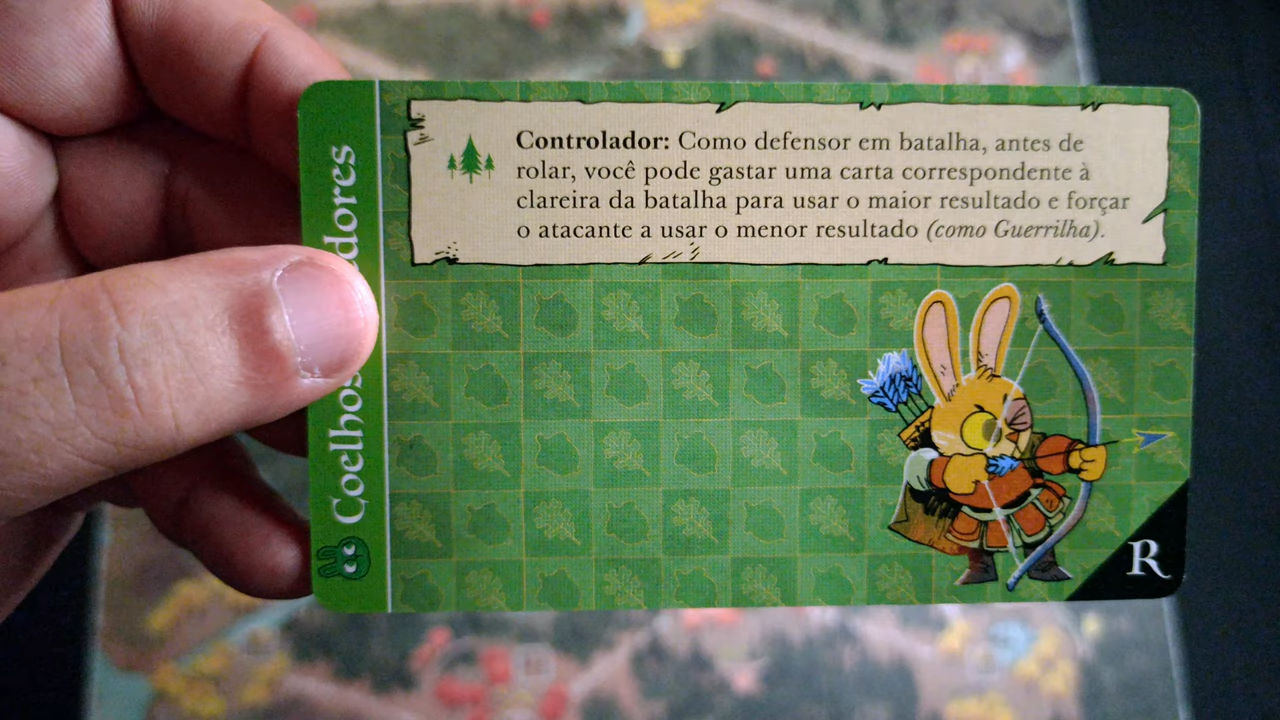 Controlador: Como defensor em batalha, antes de
rolar, você pode gastar uma carta correspondente à
clareira da batalha para usar o maior resultado e forçar
o atacante a usar o menor resultado (como Guerrilha).
Coelhos
R